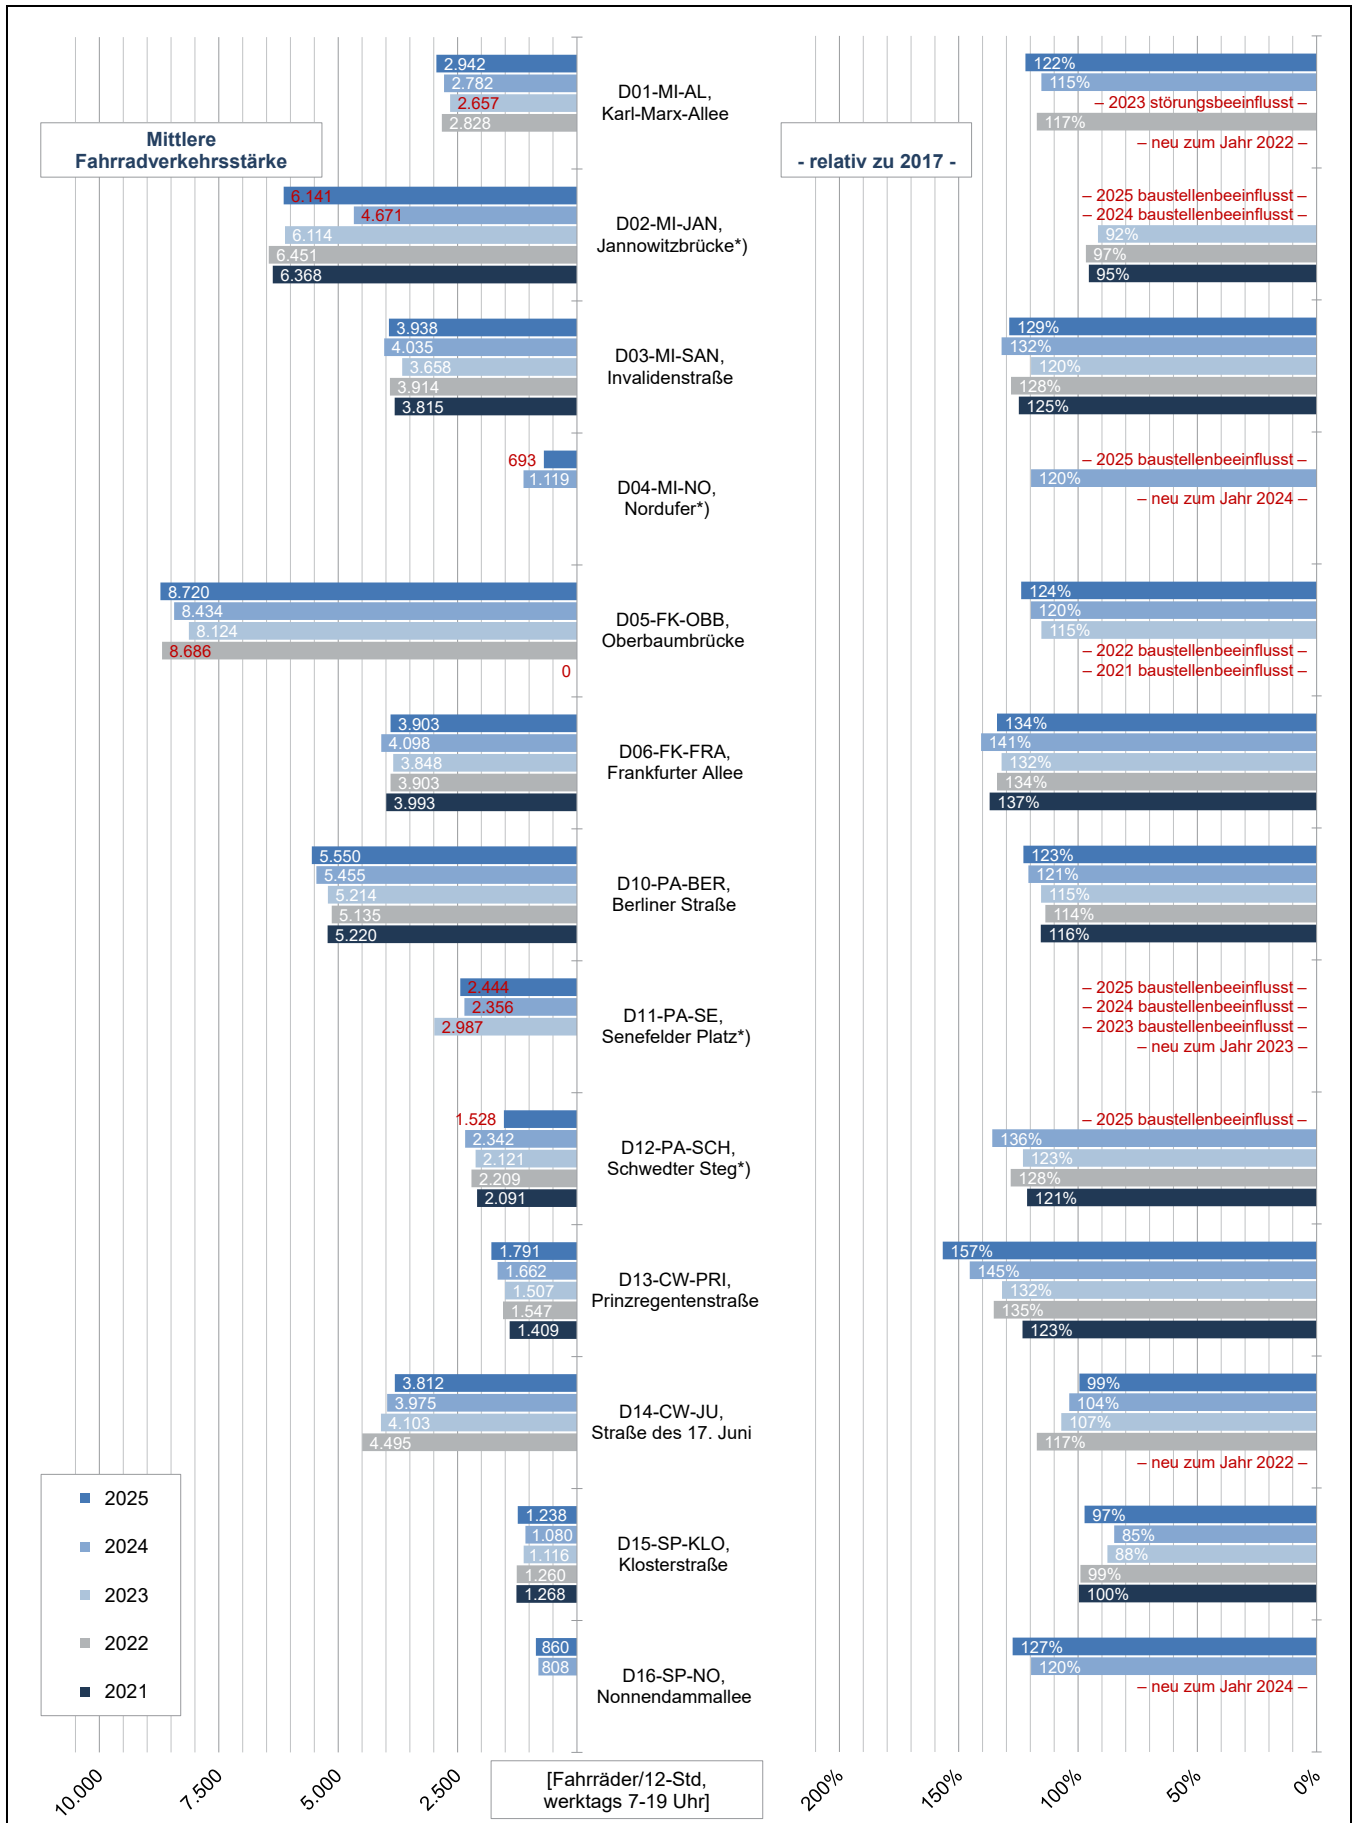 Mittlere
Fahrradverkehrsstärke
- relativ zu 2017 -
2.942
2.782
2.657
2.828
D01-MI-AL,
Karl-Marx-Allee
122%
115%
– 2023 störungsbeeinflusst –
117%
– neu zum Jahr 2022 –
6.141
4.671
6.114
6.451
6.368
D02-MI-JAN,
Jannowitzbrücke*)
– 2025 baustellenbeeinflusst –
– 2024 baustellenbeeinflusst –
92%
97%
95%
3.938
4.035
3.658
3.914
3.815
D03-MI-SAN,
Invalidenstraße
129%
132%
120%
128%
125%
693
1.119
D04-MI-NO,
Nordufer*)
– 2025 baustellenbeeinflusst –
120%
– neu zum Jahr 2024 –
8.720
8.434
8.124
8.686
0
D05-FK-OBB,
Oberbaumbrücke
124%
120%
115%
– 2022 baustellenbeeinflusst –
– 2021 baustellenbeeinflusst –
3.903
4.098
3.848
3.903
3.993
D06-FK-FRA,
Frankfurter Allee
134%
141%
132%
134%
137%
5.550
5.455
5.214
5.135
5.220
D10-PA-BER,
Berliner Straße
123%
121%
115%
114%
116%
2.444
2.356
2.987
D11-PA-SE,
Senefelder Platz*)
– 2025 baustellenbeeinflusst –
– 2024 baustellenbeeinflusst –
– 2023 baustellenbeeinflusst –
– neu zum Jahr 2023 –
1.528
2.342
2.121
2.209
2.091
D12-PA-SCH,
Schwedter Steg*)
– 2025 baustellenbeeinflusst –
136%
123%
128%
121%
1.791
1.662
1.507
1.547
1.409
D13-CW-PRI,
Prinzregentenstraße
157%
145%
132%
135%
123%
3.812
3.975
4.103
4.495
D14-CW-JU,
Straße des 17. Juni
99%
104%
107%
117%
– neu zum Jahr 2022 –
1.238
1.080
1.116
1.260
1.268
D15-SP-KLO,
Klosterstraße
97%
85%
88%
99%
100%
860
808
D16-SP-NO,
Nonnendammallee
127%
120%
– neu zum Jahr 2024 –
2025
2024
2023
2022
2021
10.000
7.500
5.000
2.500
[Fahrräder/12-Std,
werktags 7-19 Uhr]
200%
150%
100%
50%
0%